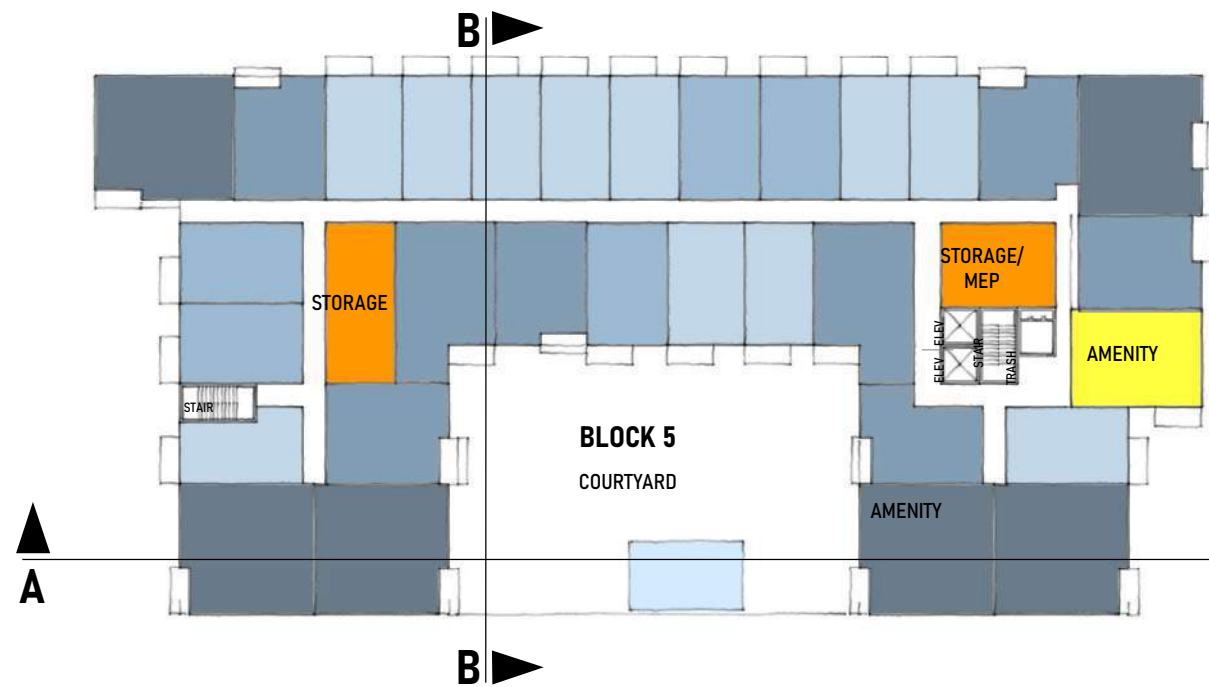 B
STORAGE
STORAGE/
MEP
ELEV
ELEV
STAIR
TRASH
AMENITY
STAIR
BLOCK 5
COURTYARD
AMENITY
A
B